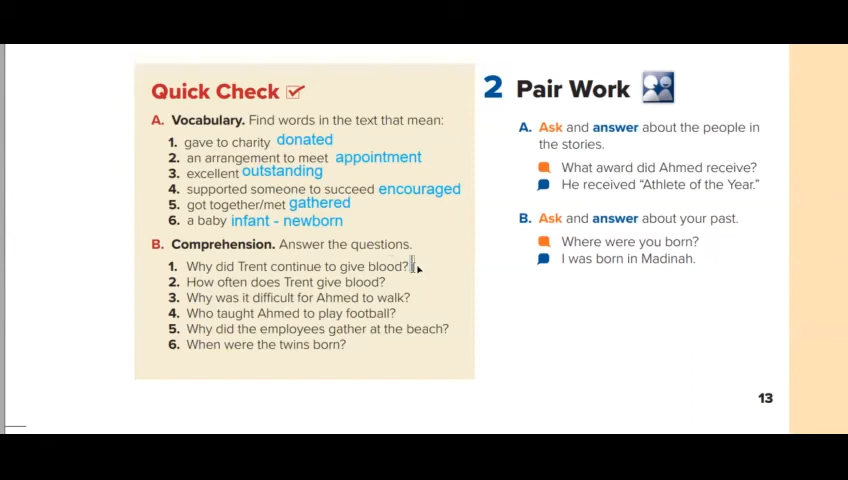 Quick Check
A. Vocabulary. Find words in the text that mean:
1. gave to charity donated
2. an arrangement to meet appointment
3. excellent outstanding
4. supported someone to succeed encouraged
5. got together/met gathered
6. a baby infant - newborn
B. Comprehension. Answer the questions.
1. Why did Trent continue to give blood?
2. How often does Trent give blood?
3. Why was it difficult for Ahmed to walk?
4. Who taught Ahmed to play football?
5. Why did the employees gather at the beach?
6. When were the twins born?
2 Pair Work
A. Ask and answer about the people in
the stories.
What award did Ahmed receive?
He received “Athlete of the Year.”
B. Ask and answer about your past.
Where were you born?
I was born in Madinah.
13